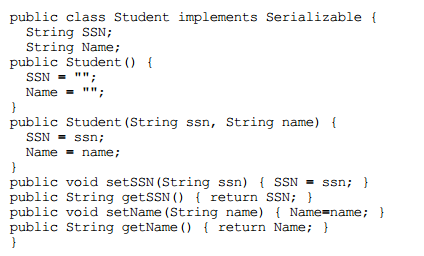 public class Student implements Serializable {
  String SSN;
  String Name;
public Student() {
  SSN = "";
  Name = "";
}
public Student(String ssn, String name) {
  SSN = ssn;
  Name = name;
}
public void setSSN(String ssn) { SSN = ssn; }
public String getSSN() { return SSN; }
public void setName(String name) { Name=name; }
public String getName() { return Name; }
}